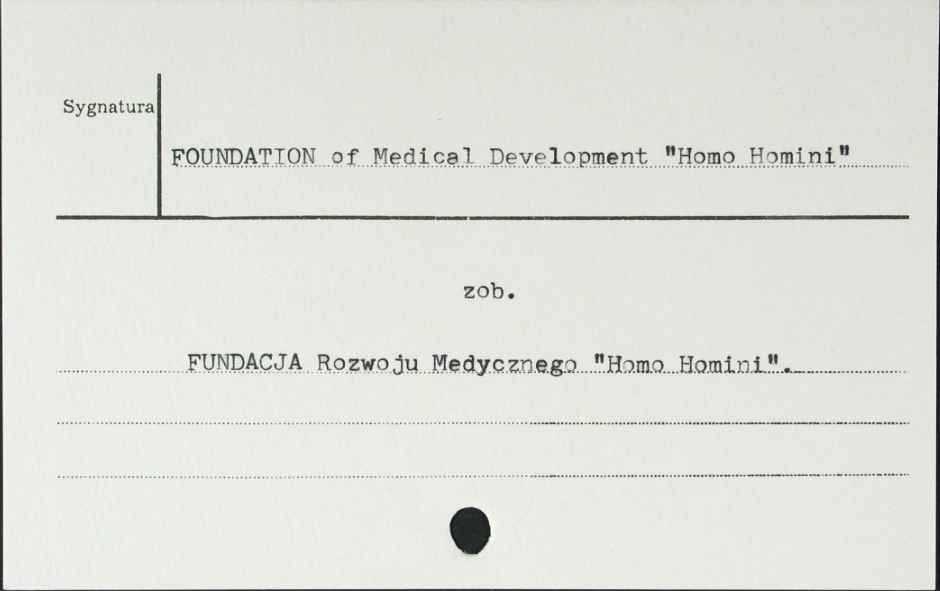 Sygnatura
FOUNDATION of Medical Development "Homo Homini"
zob.
FUNDACJA Rozwoju Medycznego "Homo Homini".